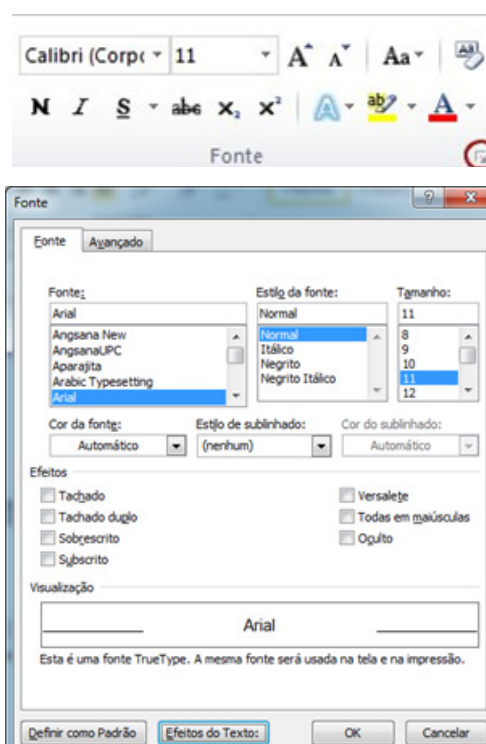 Calibri (Corpo 11 A A Aa AB
N I S abc X₂ X² A ab A
Fonte
Fonte ? X
Fonte Avançado
Fonte: Estilo da fonte: Tamanho:
Arial Normal 11
Angsana New Normal 8
AngsanaUPC Itálico 9
Aparajita Negrito 10
Arabic Typesetting Negrito Itálico 11
Arial 12
Cor da fonte: Estilo de sublinhado: Cor do sublinhado:
Automático (nenhum) Automático
Efeitos
Tachado Versalete
Tachado duplo Todas em maiúsculas
Sobrescrito Oculto
Subscrito
Visualização
Arial
Esta é uma fonte TrueType. A mesma fonte será usada na tela e na impressão.
Definir como Padrão Efeitos do Texto: OK Cancelar